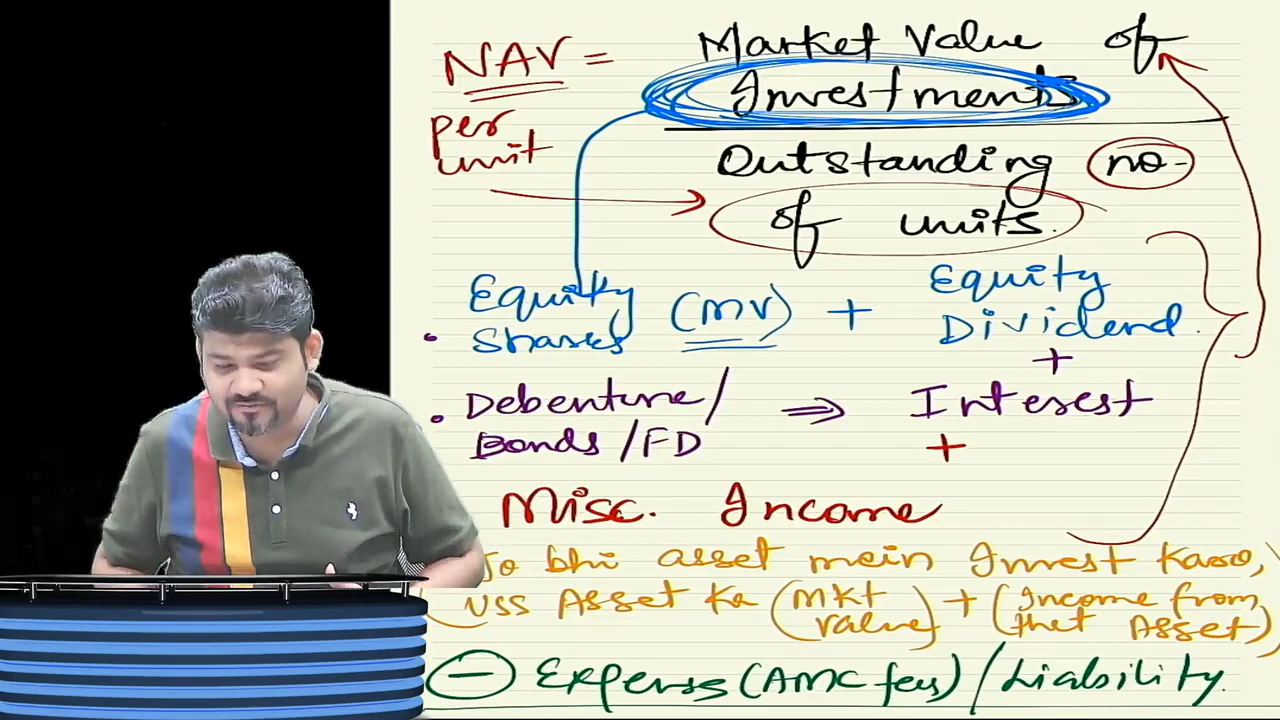 NAV = Market Value of
Investments
per
unit
Outstanding no.
of units.
Equity
Shares (MV) + Equity
Dividend.
+
Debenture/
Bonds/FD ⇒ Interest
+
Misc. Income
Jo bhi asset mein Invest karo,
(uss Asset ka (Mkt
value) + (Income from
that Asset)
− Expenses (AMC fees) / Liability.